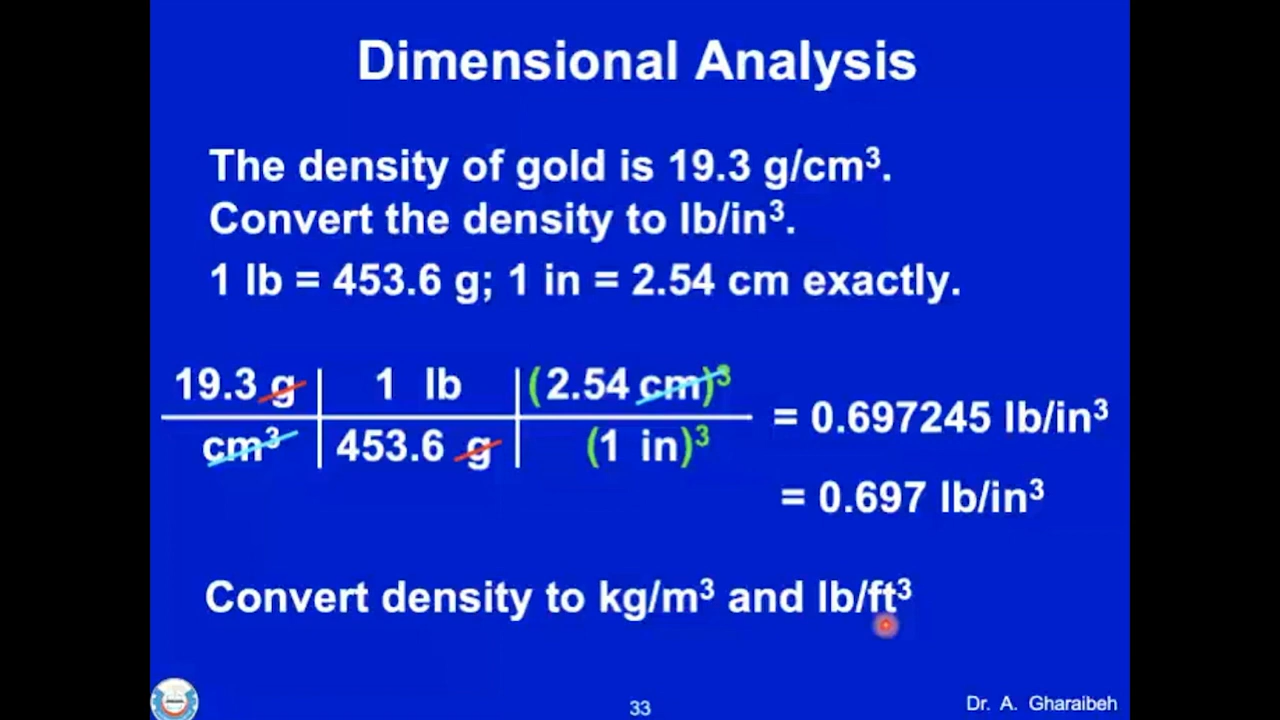 Dimensional Analysis
The density of gold is 19.3 g/cm³.
Convert the density to lb/in³.
1 lb = 453.6 g; 1 in = 2.54 cm exactly.
19.3 g | 1 lb | (2.54 cm)³
cm³ | 453.6 g | (1 in)³
= 0.697245 lb/in³
= 0.697 lb/in³
Convert density to kg/m³ and lb/ft³
33
Dr. A. Gharaibeh